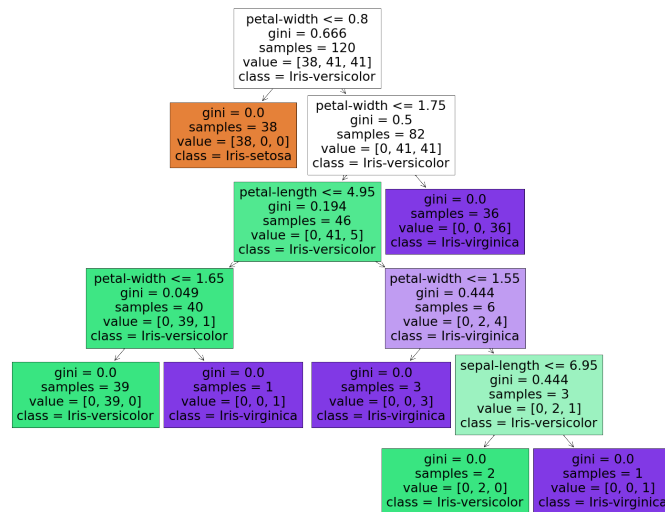 petal-width <= 0.8
gini = 0.666
samples = 120
value = [38, 41, 41]
class = Iris-versicolor
gini = 0.0
samples = 38
value = [38, 0, 0]
class = Iris-setosa
petal-width <= 1.75
gini = 0.5
samples = 82
value = [0, 41, 41]
class = Iris-versicolor
petal-length <= 4.95
gini = 0.194
samples = 46
value = [0, 41, 5]
class = Iris-versicolor
gini = 0.0
samples = 36
value = [0, 0, 36]
class = Iris-virginica
petal-width <= 1.65
gini = 0.049
samples = 40
value = [0, 39, 1]
class = Iris-versicolor
petal-width <= 1.55
gini = 0.444
samples = 6
value = [0, 2, 4]
class = Iris-virginica
gini = 0.0
samples = 39
value = [0, 39, 0]
class = Iris-versicolor
gini = 0.0
samples = 1
value = [0, 0, 1]
class = Iris-virginica
gini = 0.0
samples = 3
value = [0, 0, 3]
class = Iris-virginica
sepal-length <= 6.95
gini = 0.444
samples = 3
value = [0, 2, 1]
class = Iris-versicolor
gini = 0.0
samples = 2
value = [0, 2, 0]
class = Iris-versicolor
gini = 0.0
samples = 1
value = [0, 0, 1]
class = Iris-virginica